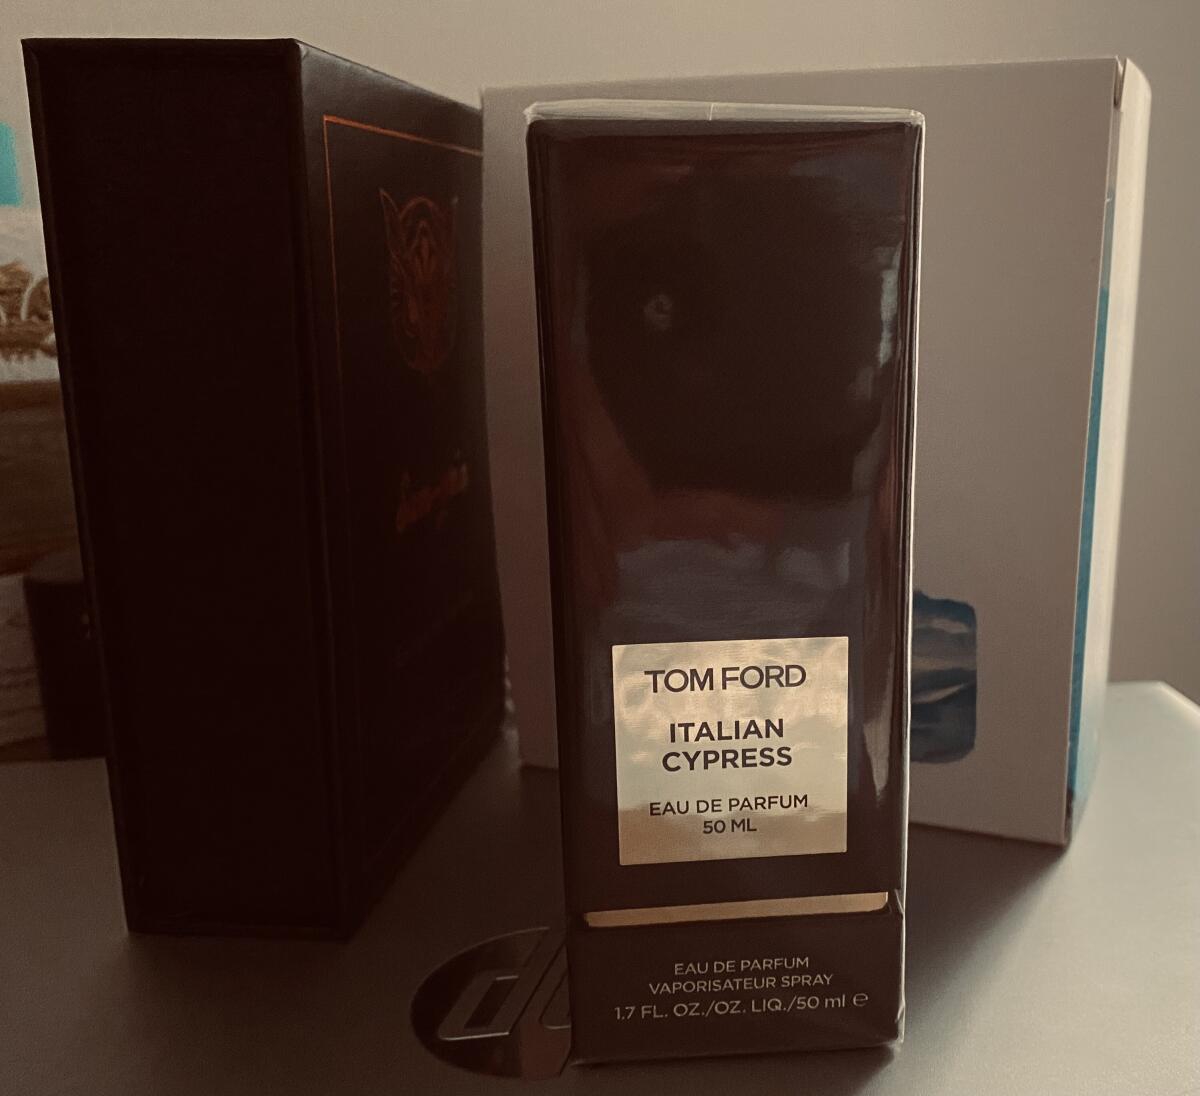 TOM FORD
ITALIAN
CYPRESS
EAU DE PARFUM
50 ML
EAU DE PARFUM
VAPORISATEUR SPRAY
1.7 FL. OZ./OZ. LIQ./50 ml ℮